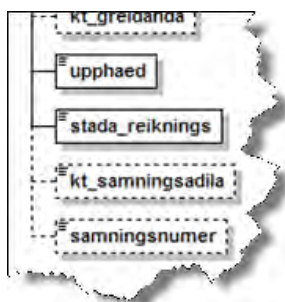 kt_greidanda
upphaed
stada_reiknings
kt_samningsadila
samningsnumer